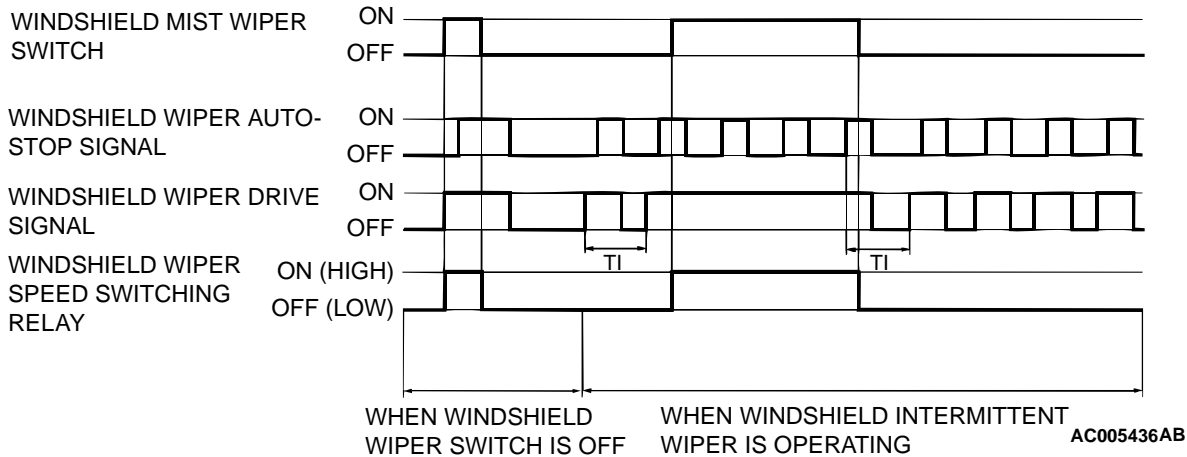 WINDSHIELD MIST WIPER
SWITCH
ON
OFF
WINDSHIELD WIPER AUTO-
STOP SIGNAL
ON
OFF
WINDSHIELD WIPER DRIVE
SIGNAL
ON
OFF
TI
TI
WINDSHIELD WIPER
SPEED SWITCHING
RELAY
ON (HIGH)
OFF (LOW)
WHEN WINDSHIELD
WIPER SWITCH IS OFF
WHEN WINDSHIELD INTERMITTENT
WIPER IS OPERATING
AC005436AB